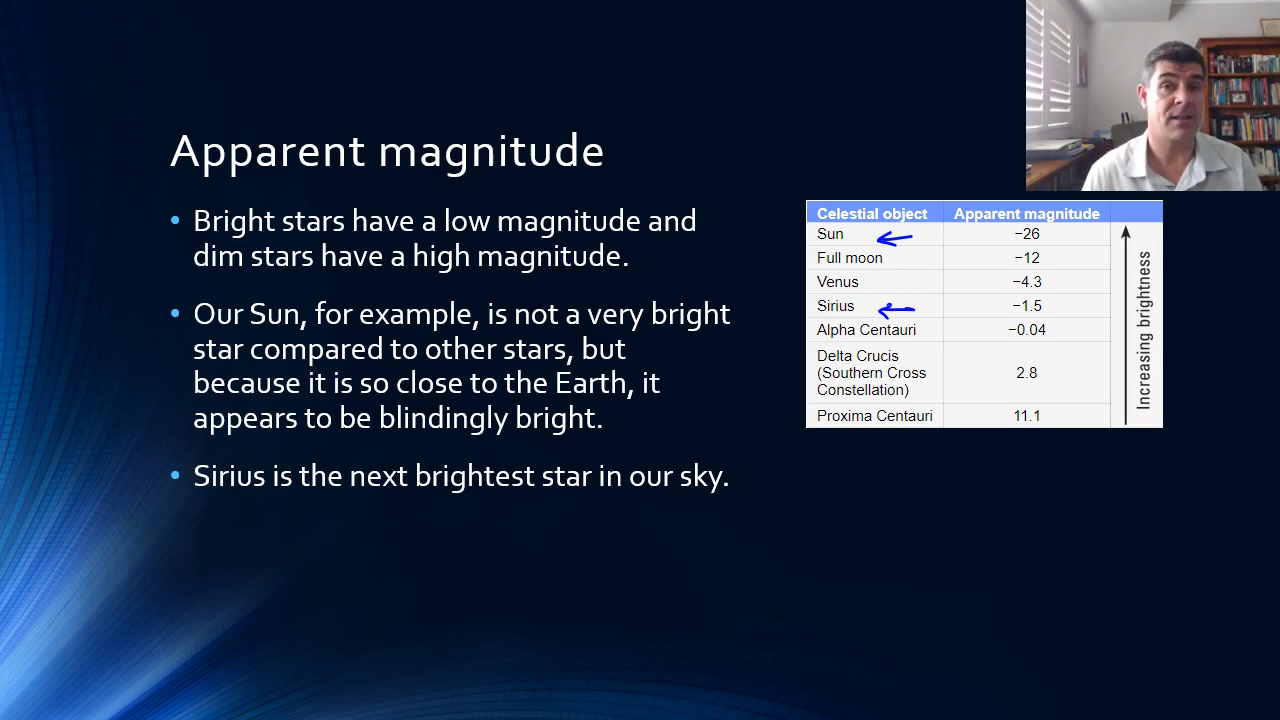 Apparent magnitude
• Bright stars have a low magnitude and
dim stars have a high magnitude.
• Our Sun, for example, is not a very bright
star compared to other stars, but
because it is so close to the Earth, it
appears to be blindingly bright.
• Sirius is the next brightest star in our sky.
Celestial object Apparent magnitude
Sun −26
Full moon −12
Venus −4.3
Sirius −1.5
Alpha Centauri −0.04
Delta Crucis
(Southern Cross 2.8
Constellation)
Proxima Centauri 11.1
Increasing brightness